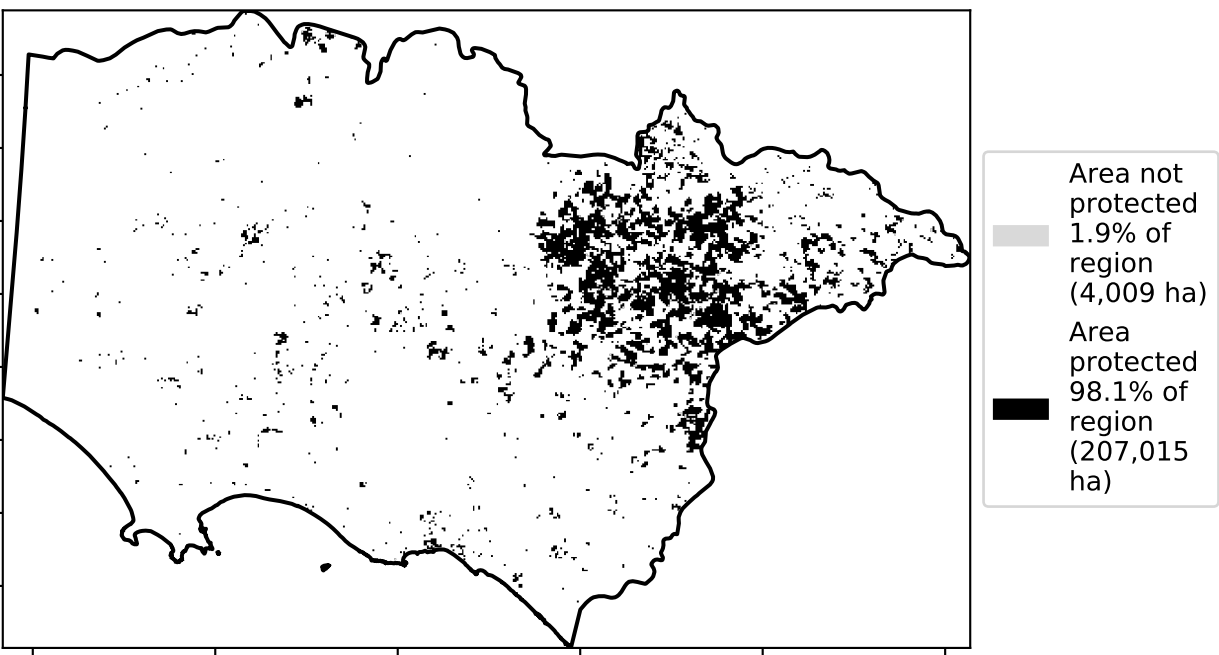 Area not
protected
1.9% of
region
(4,009 ha)
Area
protected
98.1% of
region
(207,015
ha)